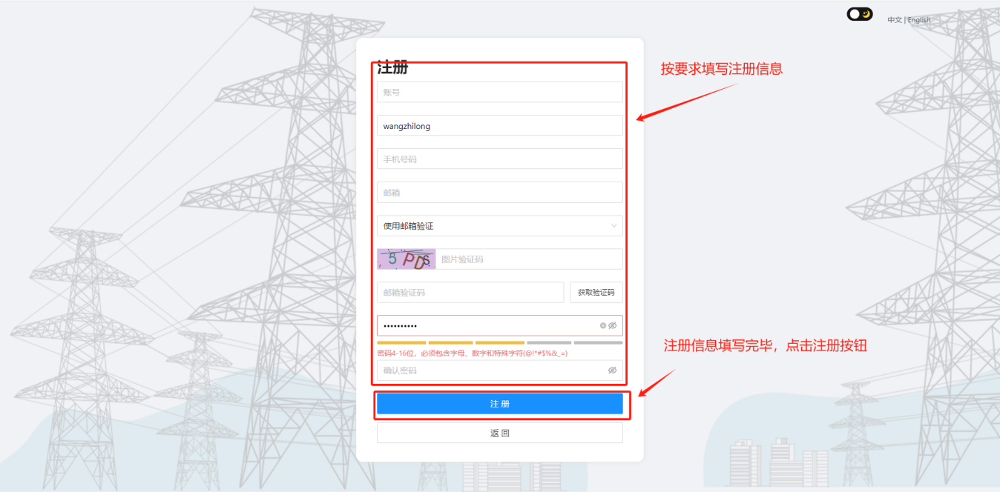 中文 | English
注册
按要求填写注册信息
账号
wangzhilong
手机号码
邮箱
使用邮箱验证
5PDS 图片验证码
邮箱验证码 获取验证码
••••••••••
密码4-16位，必须包含字母、数字和特殊字符(@!*#$%&_=)
注册信息填写完毕，点击注册按钮
确认密码
注 册
返 回